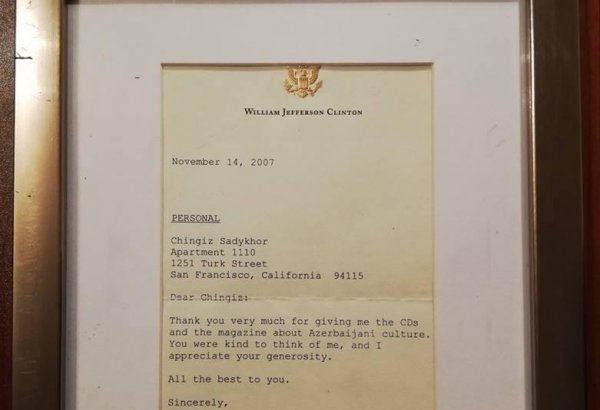 WILLIAM JEFFERSON CLINTON
November 14, 2007
PERSONAL
Chingiz Sadykhor
Apartment 1110
1251 Turk Street
San Francisco, California 94115
Dear Chingiz:
Thank you very much for giving me the CDs
and the magazine about Azerbaijani culture.
You were kind to think of me, and I
appreciate your generosity.
All the best to you.
Sincerely,